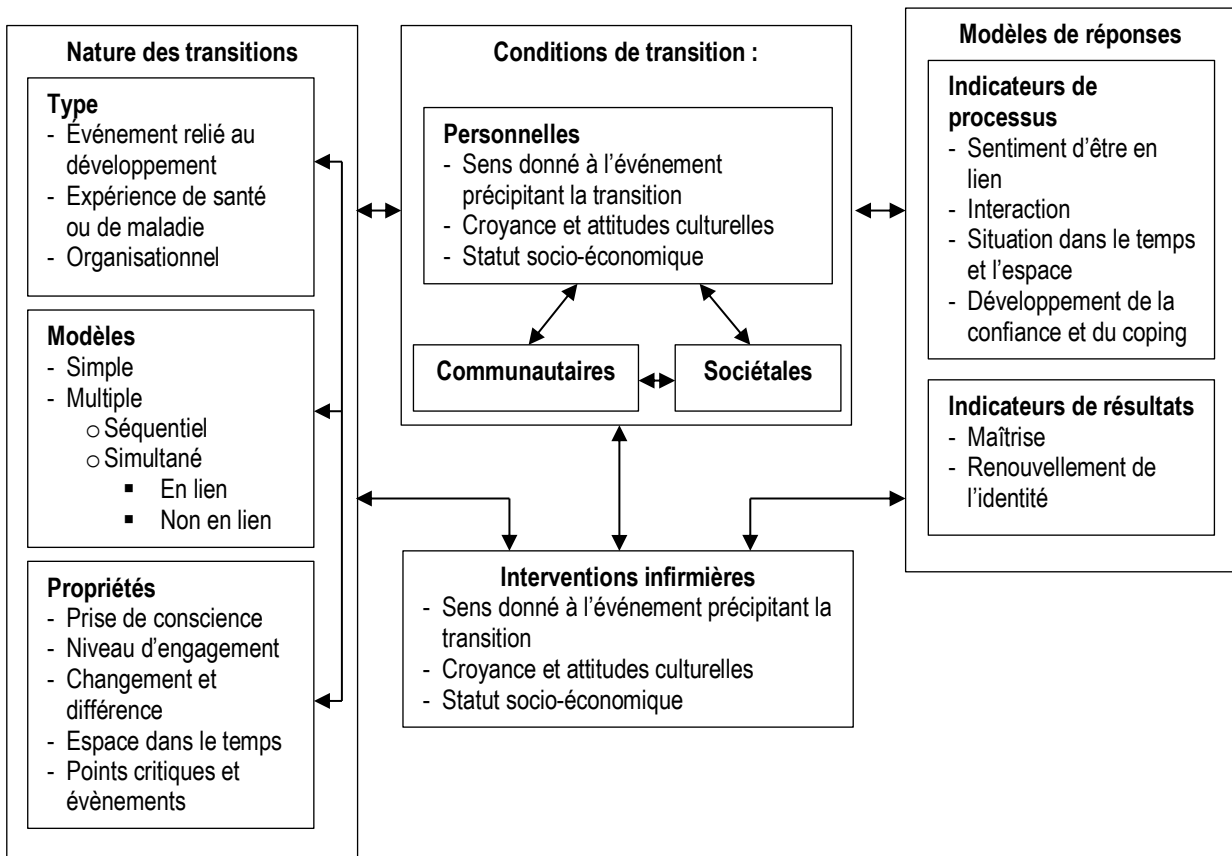 Nature des transitions
Type
- Événement relié au
développement
- Expérience de santé
ou de maladie
- Organisationnel
Modèles
- Simple
- Multiple
o Séquentiel
o Simultané
▪ En lien
▪ Non en lien
Propriétés
- Prise de conscience
- Niveau d'engagement
- Changement et
différence
- Espace dans le temps
- Points critiques et
évènements
Conditions de transition :
Personnelles
- Sens donné à l'événement
précipitant la transition
- Croyance et attitudes culturelles
- Statut socio-économique
Communautaires
Sociétales
Interventions infirmières
- Sens donné à l'événement précipitant la
transition
- Croyance et attitudes culturelles
- Statut socio-économique
Modèles de réponses
Indicateurs de
processus
- Sentiment d'être en
lien
- Interaction
- Situation dans le temps
et l'espace
- Développement de la
confiance et du coping
Indicateurs de résultats
- Maîtrise
- Renouvellement de
l'identité